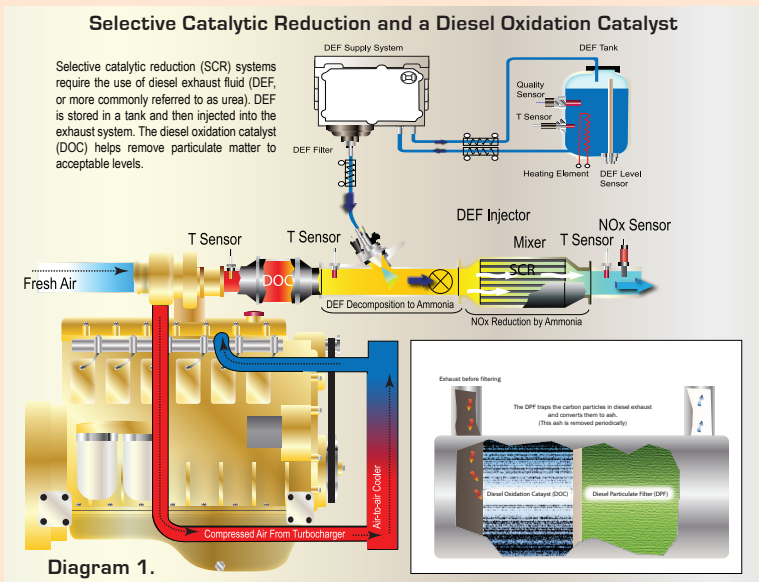 Selective Catalytic Reduction and a Diesel Oxidation Catalyst
Selective catalytic reduction (SCR) systems
require the use of diesel exhaust fluid (DEF,
or more commonly referred to as urea). DEF
is stored in a tank and then injected into the
exhaust system. The diesel oxidation catalyst
(DOC) helps remove particulate matter to
acceptable levels.
DEF Supply System
DEF Tank
Quality
Sensor
T Sensor
DEF Filter
Heating Element
DEF Level
Sensor
DEF Injector
T Sensor
T Sensor
Mixer
T Sensor
NOx Sensor
Fresh Air
DOC
SCR
DEF Decomposition to Ammonia
NOx Reduction by Ammonia
Air-to-air Cooler
Compressed Air From Turbocharger
Exhaust before filtering
The DPF traps the carbon particles in diesel exhaust
and converts them to ash.
(This ash is removed periodically)
Diesel Oxidation Catayst (DOC)
Diesel Particulate Filter (DPF)
Diagram 1.